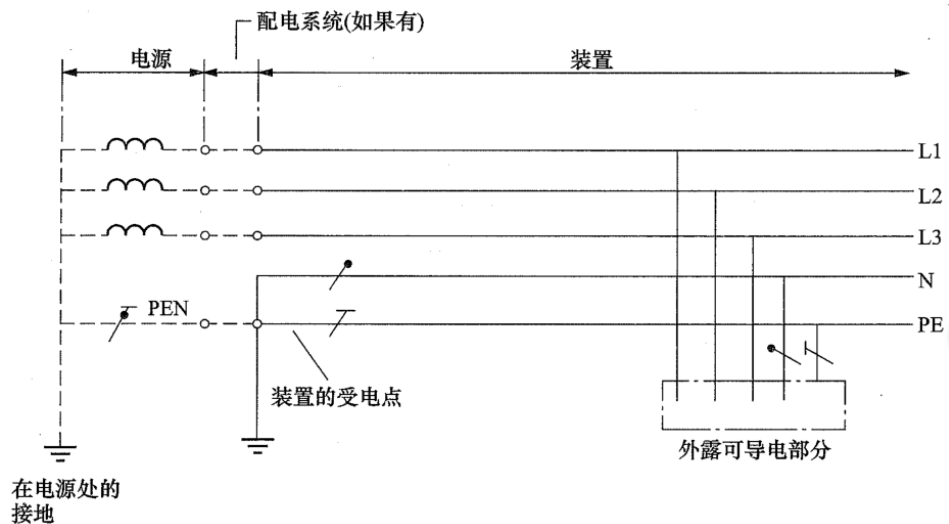 配电系统(如果有)
电源
装置
L1
L2
L3
N
PEN
PE
装置的受电点
外露可导电部分
在电源处的
接地